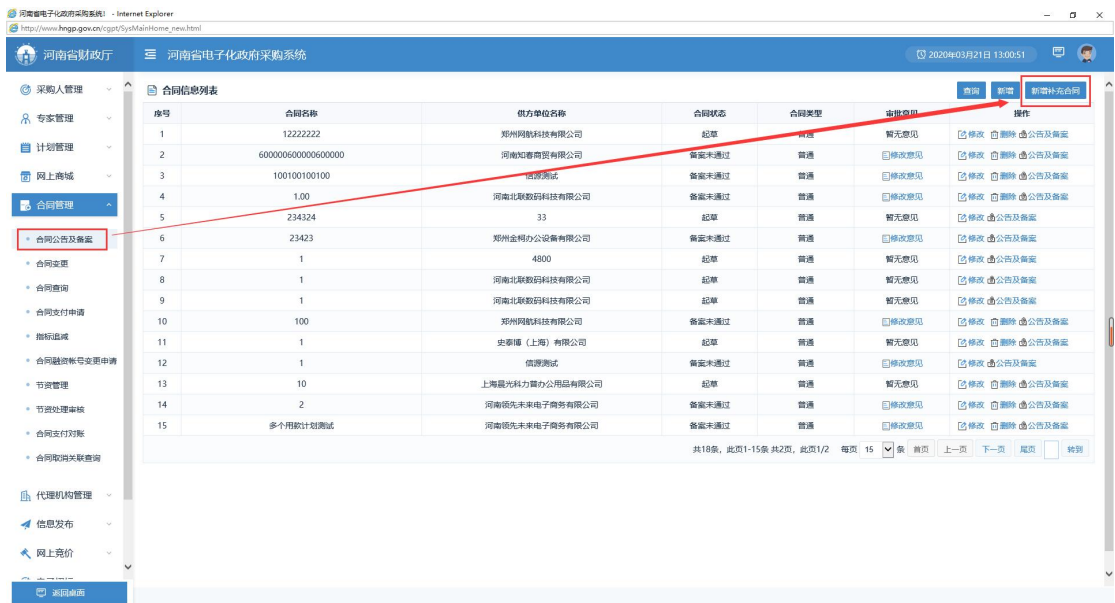 河南省电子化政府采购系统! - Internet Explorer
http://www.hngp.gov.cn/cgpt/SysMainHome_new.html
河南省财政厅
河南省电子化政府采购系统
2020年03月21日 13:00:51
采购人管理
专家管理
计划管理
网上商城
合同管理
合同公告及备案
合同变更
合同查询
合同支付申请
指标追减
合同融资帐号变更申请
节资管理
节资处理审核
合同支付对账
合同取消关联查询
代理机构管理
信息发布
网上竞价
返回桌面
合同信息列表
查询 新增 新增补充合同
序号 合同名称 供方单位名称 合同状态 合同类型 审批意见 操作
1 12222222 郑州网航科技有限公司 起草 普通 暂无意见 修改 删除 公告及备案
2 600000600000600000 河南知春商贸有限公司 备案未通过 普通 修改意见 修改 删除 公告及备案
3 100100100100 信源测试 备案未通过 普通 修改意见 修改 删除 公告及备案
4 1.00 河南北联数码科技有限公司 备案未通过 普通 修改意见 修改 删除 公告及备案
5 234324 33 起草 普通 暂无意见 修改 公告及备案
6 23423 郑州金柯办公设备有限公司 备案未通过 普通 修改意见 修改 公告及备案
7 1 4800 起草 普通 暂无意见 修改 公告及备案
8 1 河南北联数码科技有限公司 起草 普通 暂无意见 修改 公告及备案
9 1 河南北联数码科技有限公司 起草 普通 暂无意见 修改 公告及备案
10 100 郑州网航科技有限公司 备案未通过 普通 修改意见 修改 删除 公告及备案
11 1 史泰博（上海）有限公司 起草 普通 暂无意见 修改 删除 公告及备案
12 1 信源测试 备案未通过 普通 修改意见 修改 公告及备案
13 10 上海晨光科力普办公用品有限公司 起草 普通 暂无意见 修改 删除 公告及备案
14 2 河南领先未来电子商务有限公司 备案未通过 普通 修改意见 修改 删除 公告及备案
15 多个用款计划测试 河南领先未来电子商务有限公司 备案未通过 普通 修改意见 修改 删除 公告及备案
共18条, 此页1-15条 共2页, 此页1/2 每页 15 条 首页 上一页 下一页 尾页 转到